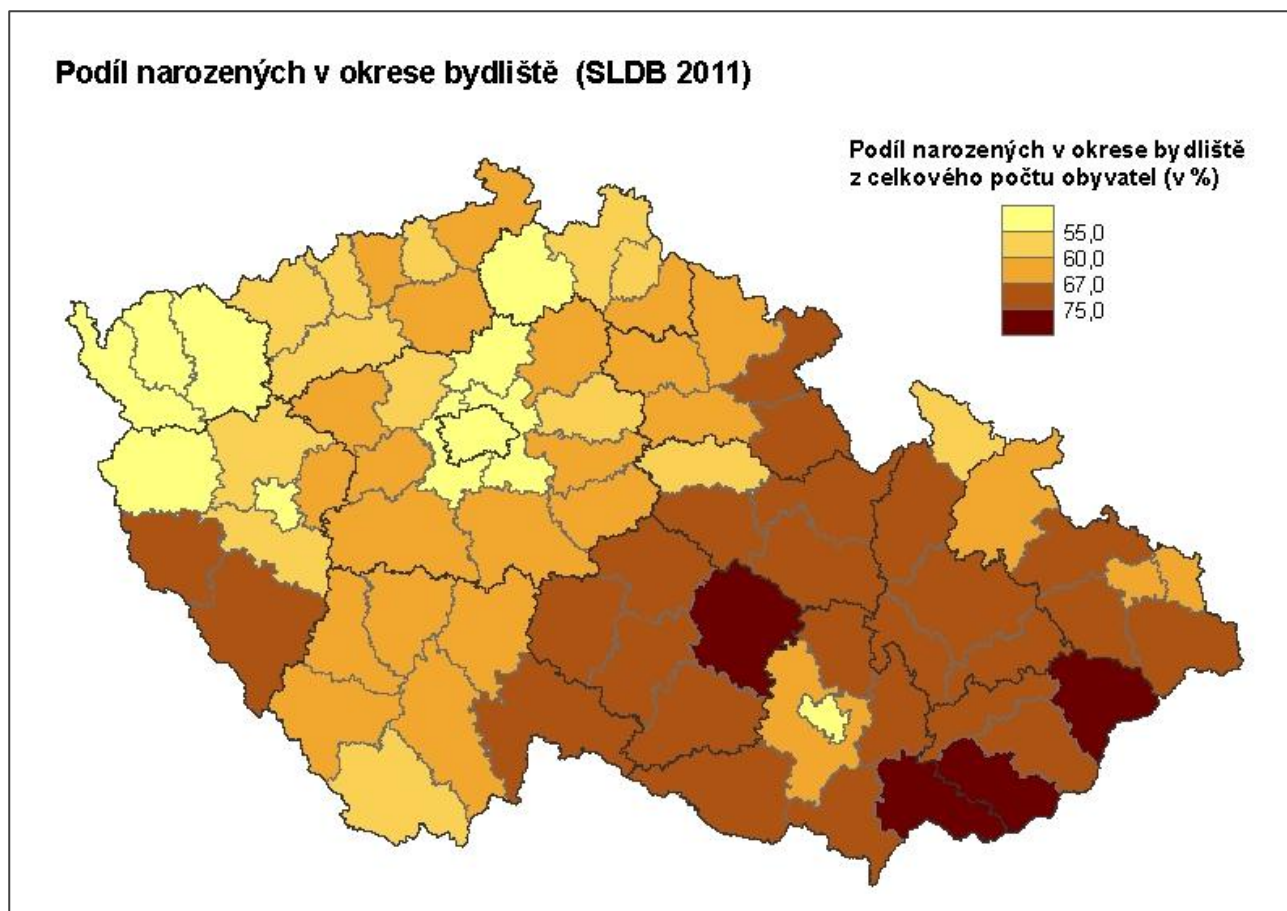 Podíl narozených v okrese bydliště (SLDB 2011)
Podíl narozených v okrese bydliště
z celkového počtu obyvatel (v %)
55,0
60,0
67,0
75,0